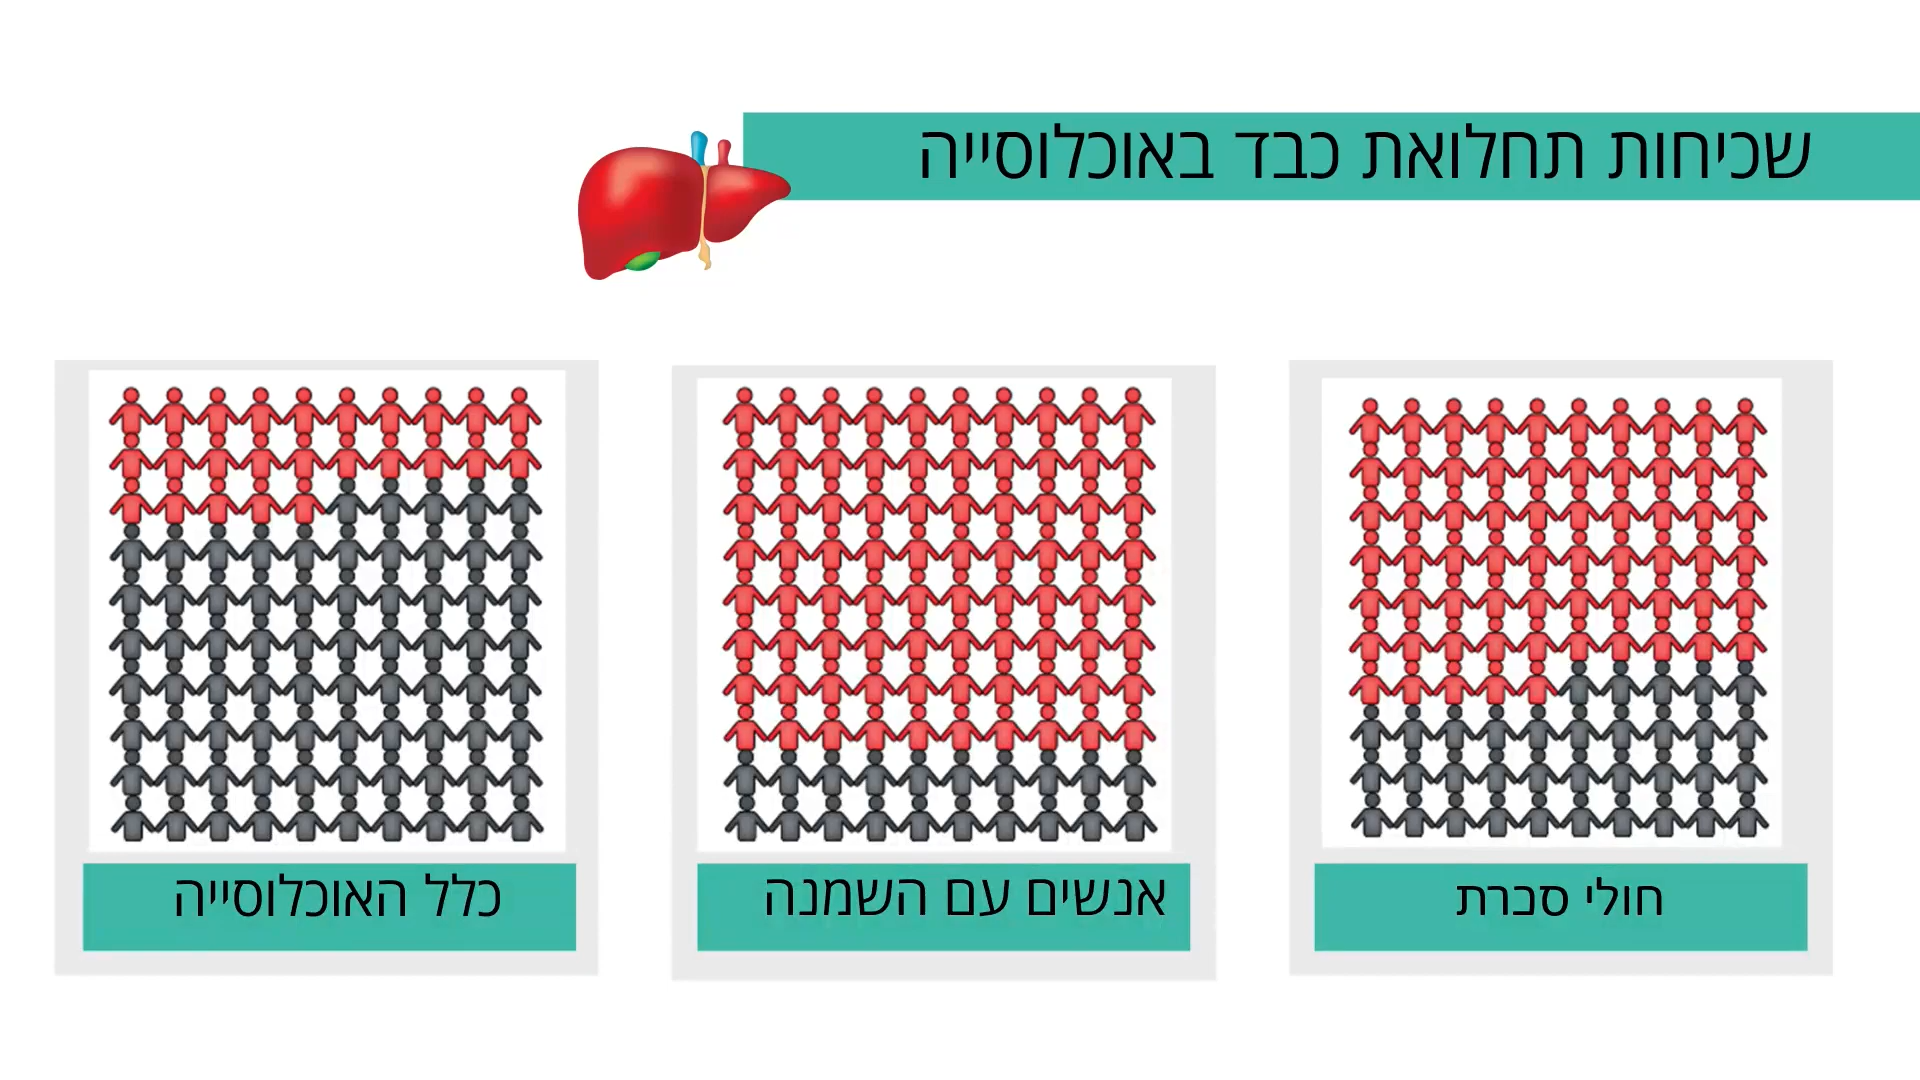 שכיחות תחלואת כבד באוכלוסייה
חולי סכרת
אנשים עם השמנה
כלל האוכלוסייה